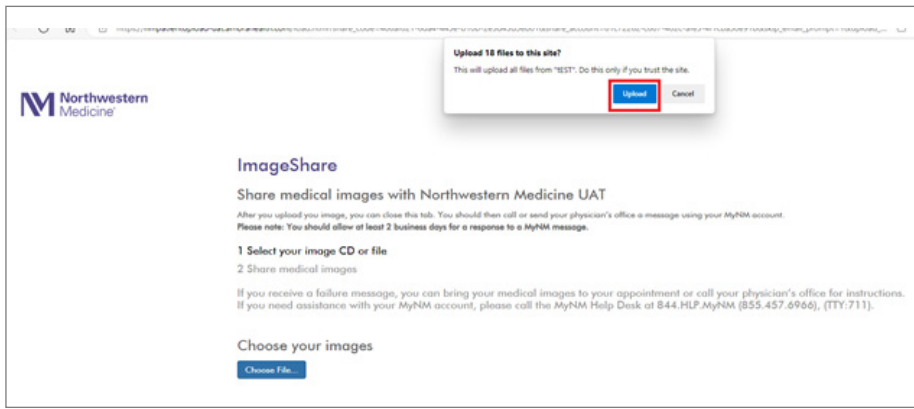 Upload 18 files to this site?
This will upload all files from "tEST". Do this only if you trust the site.
Upload Cancel
Northwestern
Medicine
ImageShare
Share medical images with Northwestern Medicine UAT
After you upload you image, you can close this tab. You should then call or send your physician's office a message using your MyNM account.
Please note: You should allow at least 2 business days for a response to a MyNM message.
1 Select your image CD or file
2 Share medical images
If you receive a failure message, you can bring your medical images to your appointment or call your physician's office for instructions.
If you need assistance with your MyNM account, please call the MyNM Help Desk at 844.HLP.MyNM (855.457.6966), (TTY:711).
Choose your images
Choose File...